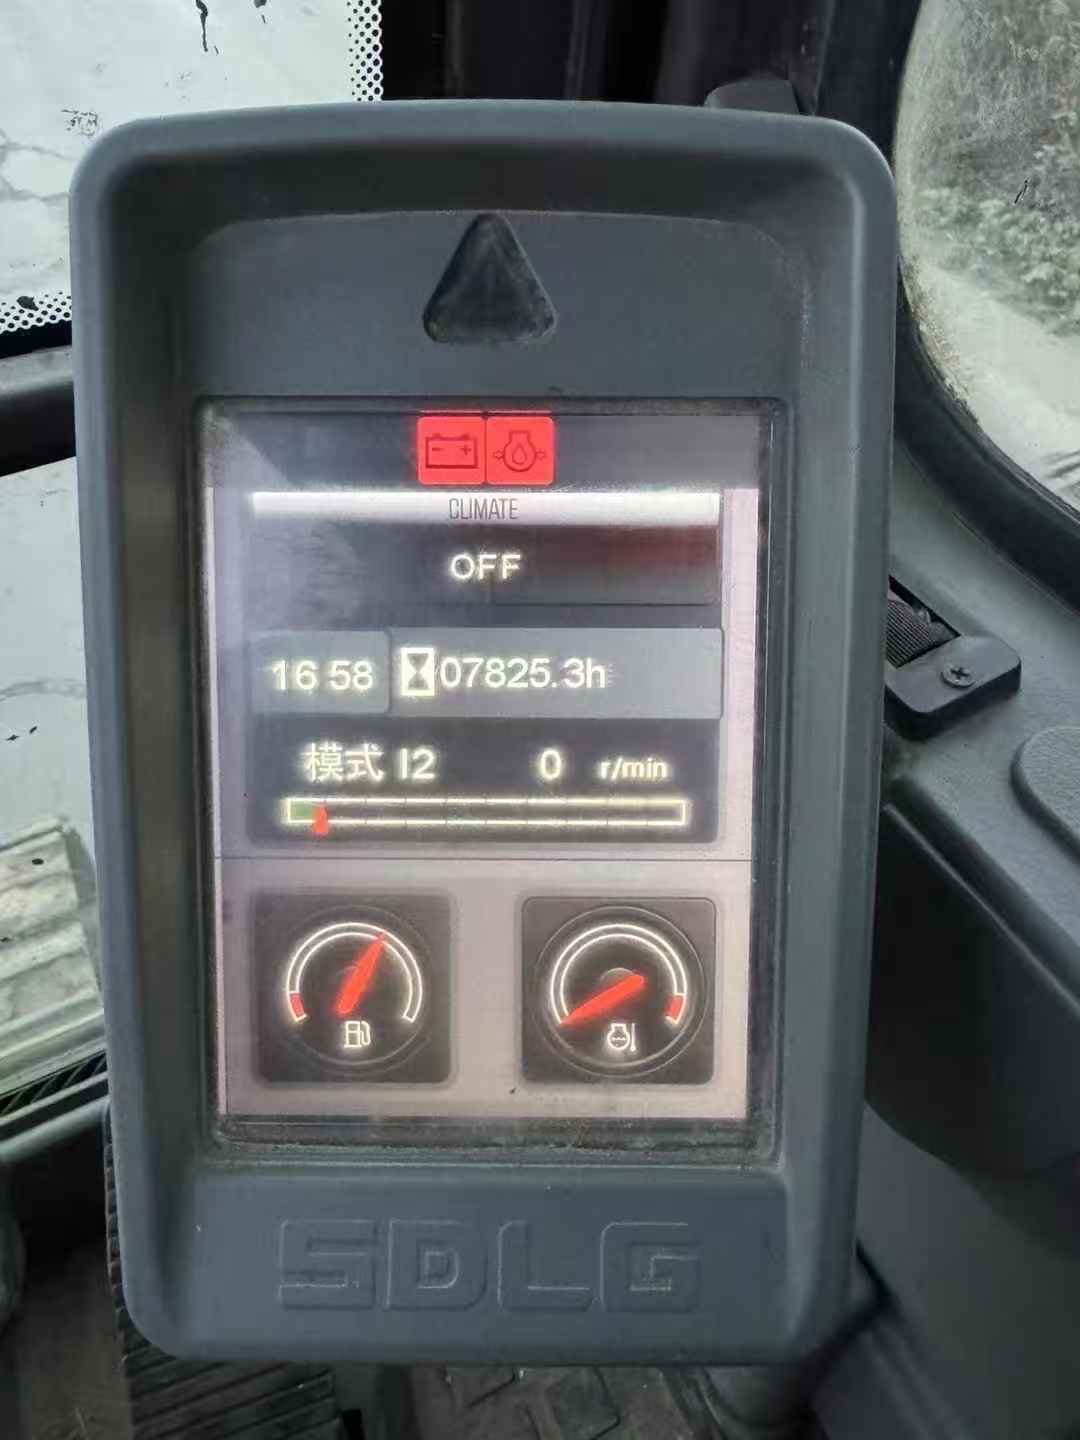 CLIMATE
OFF
16 58 07825.3h
模式 I2 0 r/min
SDLG